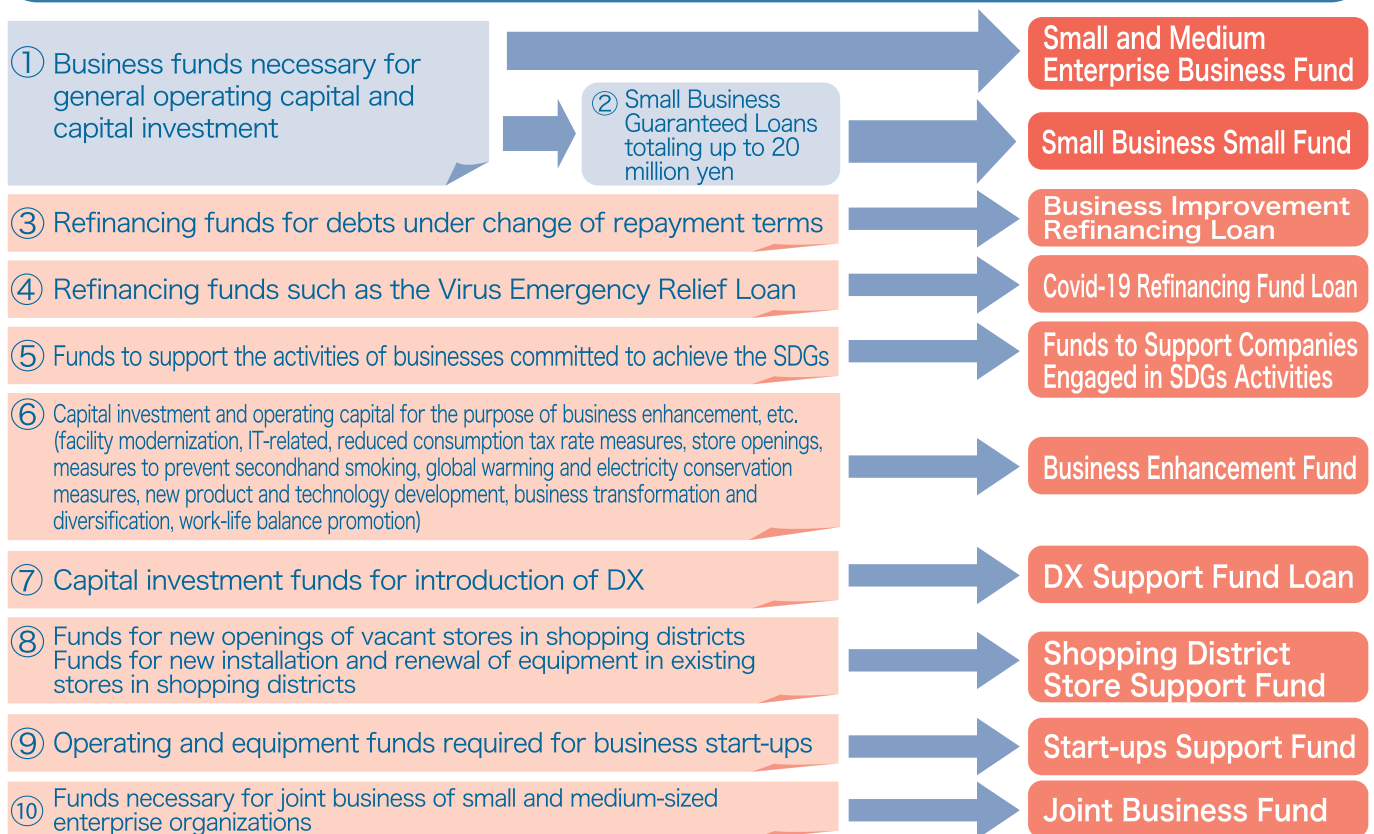 ① Business funds necessary for
general operating capital and
capital investment
Small and Medium
Enterprise Business Fund
② Small Business
Guaranteed Loans
totaling up to 20
million yen
Small Business Small Fund
③ Refinancing funds for debts under change of repayment terms
Business Improvement
Refinancing Loan
④ Refinancing funds such as the Virus Emergency Relief Loan
Covid-19 Refinancing Fund Loan
⑤ Funds to support the activities of businesses committed to achieve the SDGs
Funds to Support Companies
Engaged in SDGs Activities
⑥ Capital investment and operating capital for the purpose of business enhancement, etc.
(facility modernization, IT-related, reduced consumption tax rate measures, store openings,
measures to prevent secondhand smoking, global warming and electricity conservation
measures, new product and technology development, business transformation and
diversification, work-life balance promotion)
Business Enhancement Fund
⑦ Capital investment funds for introduction of DX
DX Support Fund Loan
⑧ Funds for new openings of vacant stores in shopping districts
Funds for new installation and renewal of equipment in existing
stores in shopping districts
Shopping District
Store Support Fund
⑨ Operating and equipment funds required for business start-ups
Start-ups Support Fund
⑩ Funds necessary for joint business of small and medium-sized
enterprise organizations
Joint Business Fund